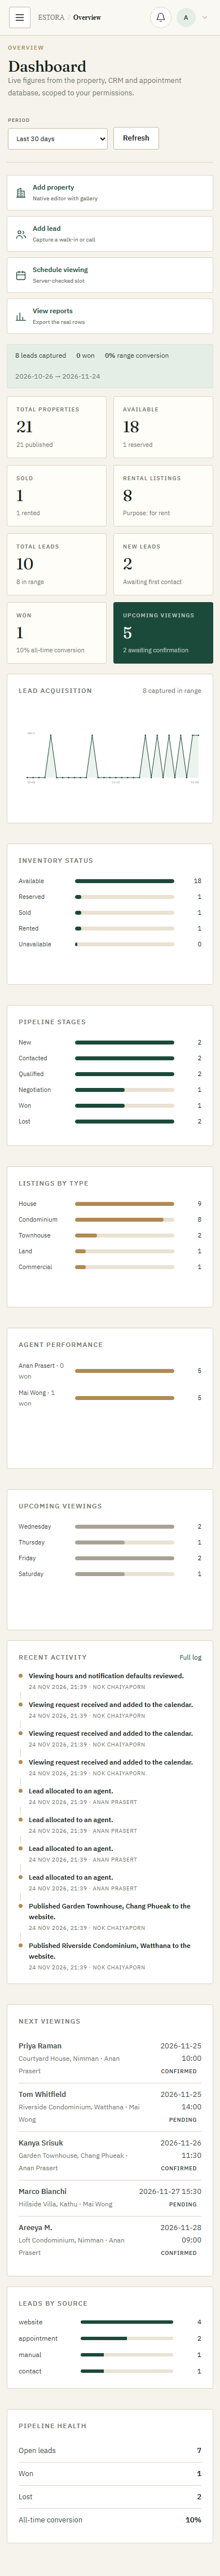 ESTORA / Overview
A
OVERVIEW
Dashboard
Live figures from the property, CRM and appointment
database, scoped to your permissions.
PERIOD
Last 30 days
Refresh
Add property
Native editor with gallery
Add lead
Capture a walk-in or call
Schedule viewing
Server-checked slot
View reports
Export the real rows
8 leads captured 0 won 0% range conversion
2026-10-26 → 2026-11-24
TOTAL PROPERTIES
21
21 published
AVAILABLE
18
1 reserved
SOLD
1
1 rented
RENTAL LISTINGS
8
Purpose: for rent
TOTAL LEADS
10
8 in range
NEW LEADS
2
Awaiting first contact
WON
1
10% all-time conversion
UPCOMING VIEWINGS
5
2 awaiting confirmation
LEAD ACQUISITION
8 captured in range
INVENTORY STATUS
Available 18
Reserved 1
Sold 1
Rented 1
Unavailable 0
PIPELINE STAGES
New 2
Contacted 2
Qualified 2
Negotiation 1
Won 1
Lost 2
LISTINGS BY TYPE
House 9
Condominium 8
Townhouse 2
Land 1
Commercial 1
AGENT PERFORMANCE
Anan Prasert · 0
won
5
Mai Wong · 1
won
5
UPCOMING VIEWINGS
Wednesday 2
Thursday 1
Friday 2
Saturday 1
RECENT ACTIVITY
Full log
Viewing hours and notification defaults reviewed.
24 NOV 2026, 21:39 · NOK CHAIYAPORN
Viewing request received and added to the calendar.
24 NOV 2026, 21:39 · NOK CHAIYAPORN
Viewing request received and added to the calendar.
24 NOV 2026, 21:39 · ANAN PRASERT
Viewing request received and added to the calendar.
24 NOV 2026, 21:39 · NOK CHAIYAPORN
Lead allocated to an agent.
24 NOV 2026, 21:39 · ANAN PRASERT
Lead allocated to an agent.
24 NOV 2026, 21:39 · NOK CHAIYAPORN
Lead allocated to an agent.
24 NOV 2026, 21:39 · ANAN PRASERT
Lead allocated to an agent.
24 NOV 2026, 21:39 · ANAN PRASERT
Published Garden Townhouse, Chang Phueak to the
website.
24 NOV 2026, 21:39 · NOK CHAIYAPORN
Published Riverside Condominium, Watthana to the
website.
24 NOV 2026, 21:39 · NOK CHAIYAPORN
NEXT VIEWINGS
Priya Raman
Courtyard House, Nimman · Anan
Prasert
2026-11-25
10:00
CONFIRMED
Tom Whitfield
Riverside Condominium, Watthana · Mai
Wong
2026-11-25
14:00
PENDING
Kanya Srisuk
Garden Townhouse, Chang Phueak ·
Anan Prasert
2026-11-26
11:30
CONFIRMED
Marco Bianchi
Hillside Villa, Kathu · Mai Wong
2026-11-27 15:30
PENDING
Areeya M.
Loft Condominium, Nimman · Anan
Prasert
2026-11-28
09:00
CONFIRMED
LEADS BY SOURCE
website 4
appointment 2
manual 1
contact 1
PIPELINE HEALTH
Open leads 7
Won 1
Lost 2
All-time conversion 10%